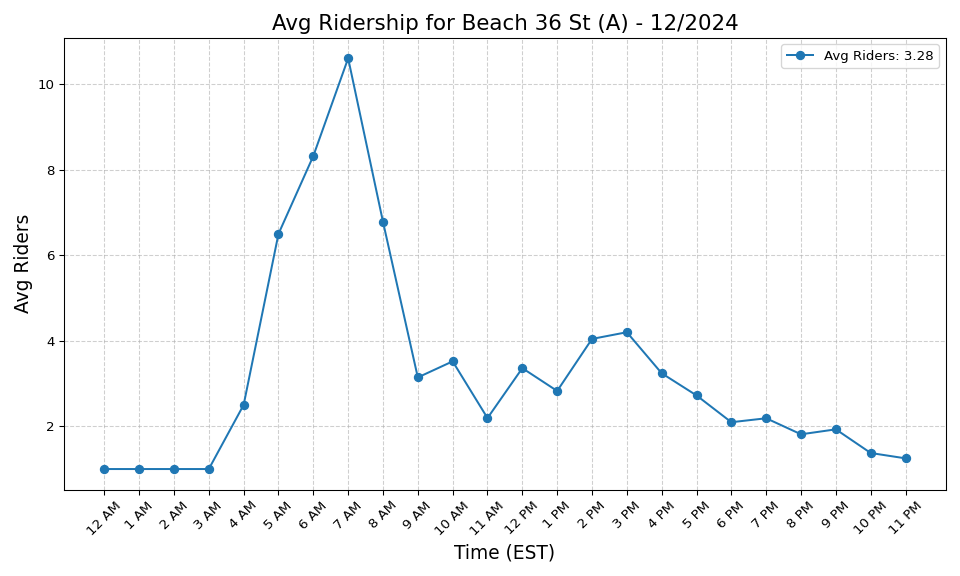 Avg Ridership for Beach 36 St (A) - 12/2024
Avg Riders: 3.28
Avg Riders
10
8
6
4
2
12 AM
1 AM
2 AM
3 AM
4 AM
5 AM
6 AM
7 AM
8 AM
9 AM
10 AM
11 AM
12 PM
1 PM
2 PM
3 PM
4 PM
5 PM
6 PM
7 PM
8 PM
9 PM
10 PM
11 PM
Time (EST)